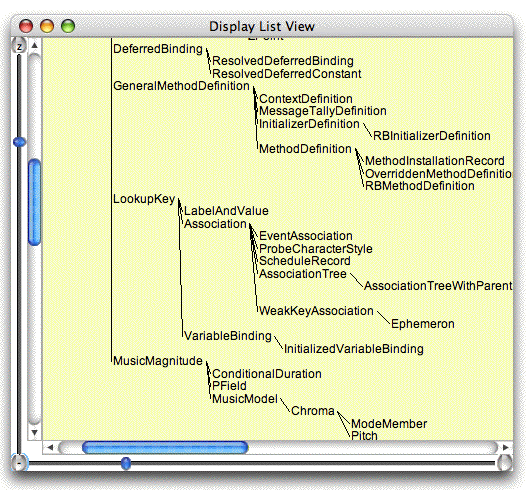 Display List View
DeferredBinding
ResolvedDeferredBinding
ResolvedDeferredConstant
GeneralMethodDefinition
ContextDefinition
MessageTallyDefinition
InitializerDefinition
RBInitializerDefinition
MethodDefinition
MethodInstallationRecord
OverriddenMethodDefinition
RBMethodDefinition
LookupKey
LabelAndValue
Association
EventAssociation
ProbeCharacterStyle
ScheduleRecord
AssociationTree
AssociationTreeWithParent
WeakKeyAssociation
Ephemeron
VariableBinding
InitializedVariableBinding
MusicMagnitude
ConditionalDuration
PField
MusicModel
Chroma
ModeMember
Pitch